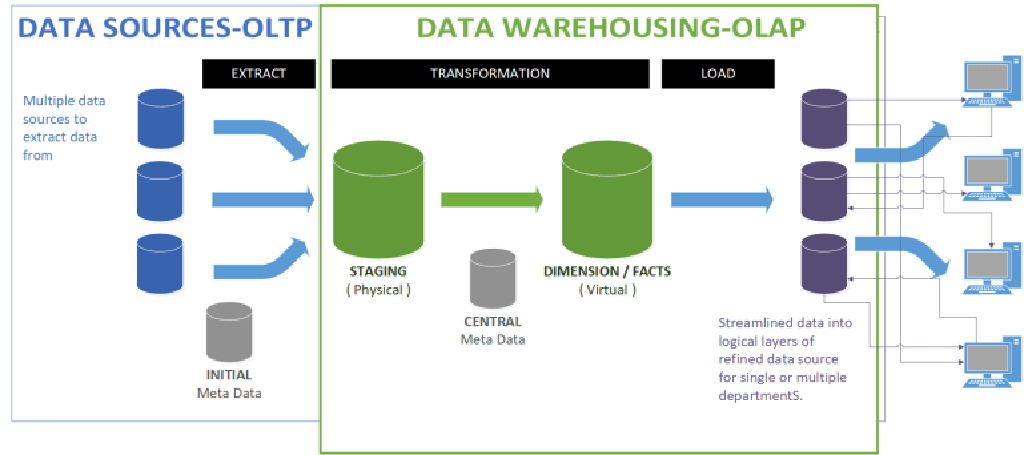 DATA SOURCES-OLTP
DATA WAREHOUSING-OLAP
EXTRACT
TRANSFORMATION
LOAD
Multiple data
sources to
extract data
from
STAGING
( Physical )
DIMENSION / FACTS
( Virtual )
CENTRAL
Meta Data
INITIAL
Meta Data
Streamlined data into
logical layers of
refined data source
for single or multiple
departmentS.